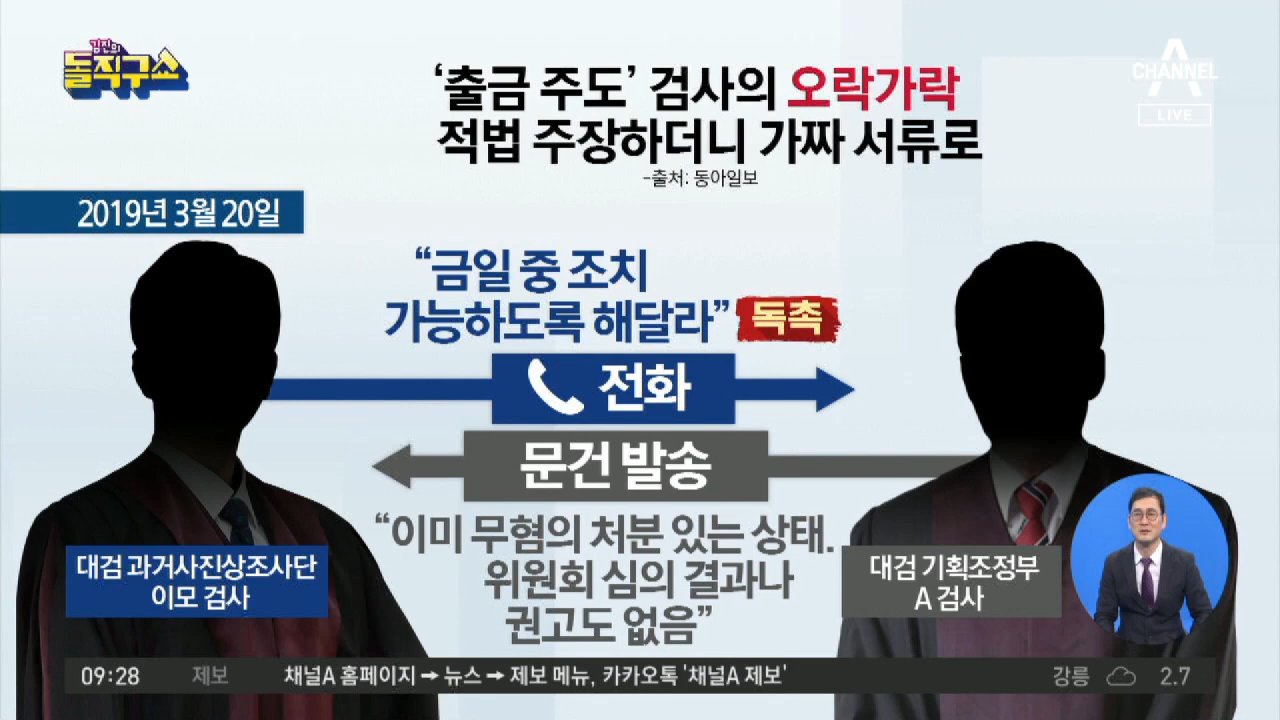 김진의
돌직구쇼
CHANNEL A
LIVE
‘출금 주도’ 검사의 오락가락
적법 주장하더니 가짜 서류로
-출처: 동아일보
2019년 3월 20일
“금일 중 조치
가능하도록 해달라” 독촉
전화
문건 발송
“이미 무혐의 처분 있는 상태.
위원회 심의 결과나
권고도 없음”
대검 과거사진상조사단
이모 검사
대검 기획조정부
A 검사
09:28 제보 채널A 홈페이지 → 뉴스 → 제보 메뉴, 카카오톡 '채널A 제보' 강릉 2.7